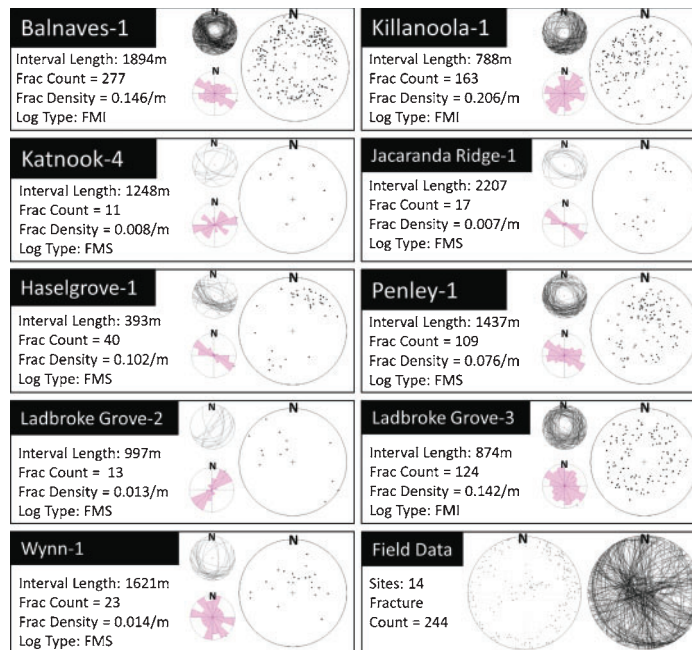 Balnaves-1
Interval Length: 1894m
Frac Count = 277
Frac Density = 0.146/m
Log Type: FMI
N
N
N
Killanoola-1
Interval Length: 788m
Frac Count = 163
Frac Density = 0.206/m
Log Type: FMI
N
N
N
Katnook-4
Interval Length: 1248m
Frac Count = 11
Frac Density = 0.008/m
Log Type: FMS
N
N
N
Jacaranda Ridge-1
Interval Length: 2207
Frac Count = 17
Frac Density = 0.007/m
Log Type: FMS
N
N
N
Haselgrove-1
Interval Length: 393m
Frac Count = 40
Frac Density = 0.102/m
Log Type: FMS
N
N
N
Penley-1
Interval Length: 1437m
Frac Count = 109
Frac Density = 0.076/m
Log Type: FMI
N
N
N
Ladbroke Grove-2
Interval Length: 997m
Frac Count = 13
Frac Density = 0.013/m
Log Type: FMS
N
N
N
Ladbroke Grove-3
Interval Length: 874m
Frac Count = 124
Frac Density = 0.142/m
Log Type: FMI
N
N
N
Wynn-1
Interval Length: 1621m
Frac Count = 23
Frac Density = 0.014/m
Log Type: FMS
N
N
N
Field Data
Sites: 14
Fracture
Count = 244
N
N